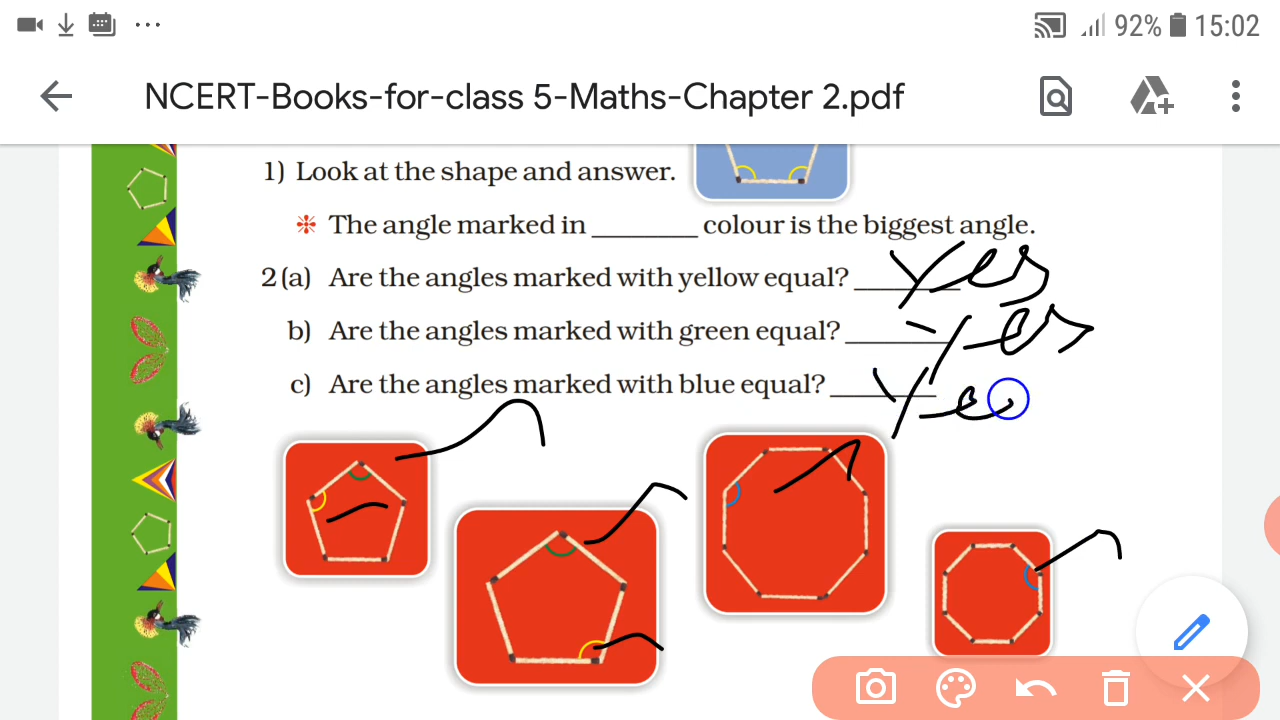 92% 15:02
NCERT-Books-for-class 5-Maths-Chapter 2.pdf
1) Look at the shape and answer.
❉ The angle marked in ________ colour is the biggest angle.
2(a) Are the angles marked with yellow equal? ________ Yes
b) Are the angles marked with green equal? ________ Yes
c) Are the angles marked with blue equal? ________ Ye